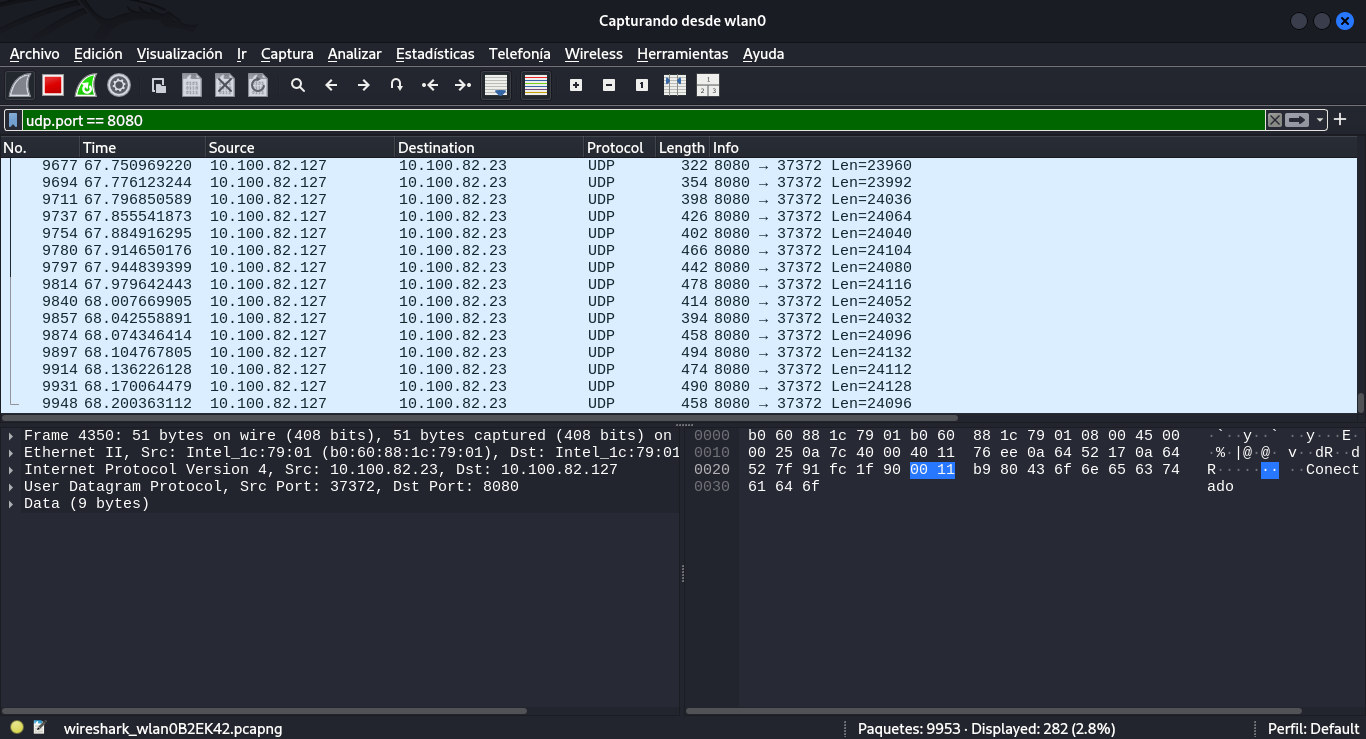 Capturando desde wlan0
Archivo Edición Visualización Ir Captura Analizar Estadísticas Telefonía Wireless Herramientas Ayuda
udp.port == 8080
No. Time Source Destination Protocol Length Info
9677 67.750969220 10.100.82.127 10.100.82.23 UDP 322 8080 → 37372 Len=23960
9694 67.776123244 10.100.82.127 10.100.82.23 UDP 354 8080 → 37372 Len=23992
9711 67.796850589 10.100.82.127 10.100.82.23 UDP 398 8080 → 37372 Len=24036
9737 67.855541873 10.100.82.127 10.100.82.23 UDP 426 8080 → 37372 Len=24064
9754 67.884916295 10.100.82.127 10.100.82.23 UDP 402 8080 → 37372 Len=24040
9780 67.914650176 10.100.82.127 10.100.82.23 UDP 466 8080 → 37372 Len=24104
9797 67.944839399 10.100.82.127 10.100.82.23 UDP 442 8080 → 37372 Len=24080
9814 67.979642443 10.100.82.127 10.100.82.23 UDP 478 8080 → 37372 Len=24116
9840 68.007669905 10.100.82.127 10.100.82.23 UDP 414 8080 → 37372 Len=24052
9857 68.042558891 10.100.82.127 10.100.82.23 UDP 394 8080 → 37372 Len=24032
9874 68.074346414 10.100.82.127 10.100.82.23 UDP 458 8080 → 37372 Len=24096
9897 68.104767805 10.100.82.127 10.100.82.23 UDP 494 8080 → 37372 Len=24132
9914 68.136226128 10.100.82.127 10.100.82.23 UDP 474 8080 → 37372 Len=24112
9931 68.170064479 10.100.82.127 10.100.82.23 UDP 490 8080 → 37372 Len=24128
9948 68.200363112 10.100.82.127 10.100.82.23 UDP 458 8080 → 37372 Len=24096
Frame 4350: 51 bytes on wire (408 bits), 51 bytes captured (408 bits) on
Ethernet II, Src: Intel_1c:79:01 (b0:60:88:1c:79:01), Dst: Intel_1c:79:01
Internet Protocol Version 4, Src: 10.100.82.23, Dst: 10.100.82.127
User Datagram Protocol, Src Port: 37372, Dst Port: 8080
Data (9 bytes)
0000 b0 60 88 1c 79 01 b0 60 88 1c 79 01 08 00 45 00 ·`··y··` ··y···E·
0010 00 25 0a 7c 40 00 40 11 76 ee 0a 64 52 17 0a 64 ·%·|@·@· v··dR··d
0020 52 7f 91 fc 1f 90 00 11 b9 80 43 6f 6e 65 63 74 R······· ··Conect
0030 61 64 6f ado
wireshark_wlan0B2EK42.pcapng Paquetes: 9953 · Displayed: 282 (2.8%) Perfil: Default